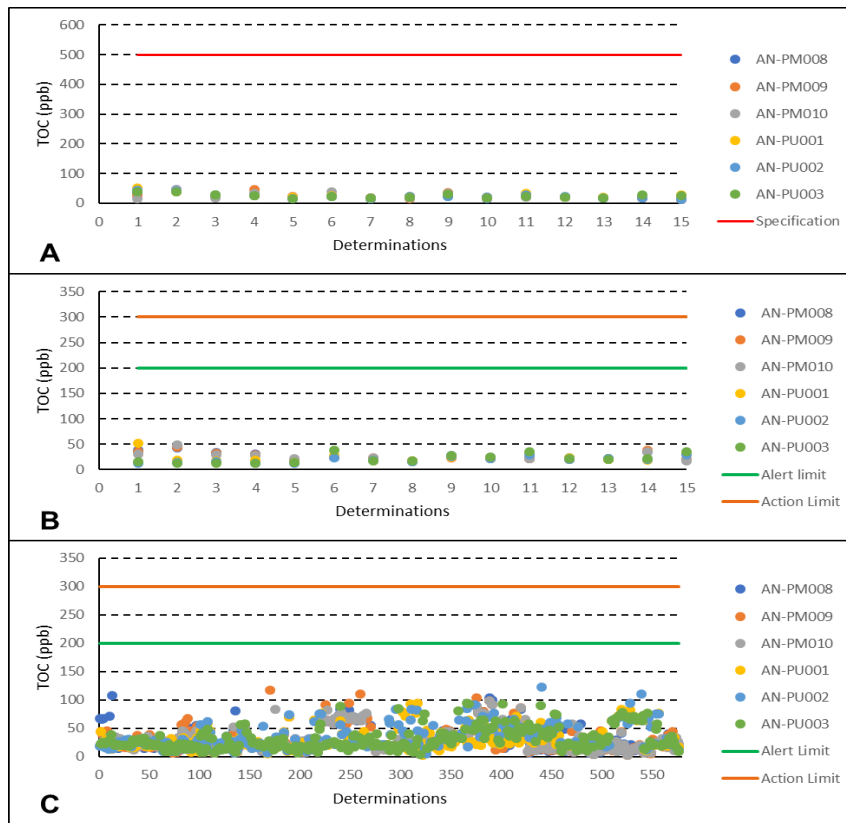 600
500
400
300
200
100
0
TOC (ppb)
0 1 2 3 4 5 6 7 8 9 10 11 12 13 14 15
Determinations
A
AN-PM008
AN-PM009
AN-PM010
AN-PU001
AN-PU002
AN-PU003
Specification
350
300
250
200
150
100
50
0
TOC (ppb)
0 1 2 3 4 5 6 7 8 9 10 11 12 13 14 15
Determinations
B
AN-PM008
AN-PM009
AN-PM010
AN-PU001
AN-PU002
AN-PU003
Alert limit
Action Limit
350
300
250
200
150
100
50
0
TOC (ppb)
0 50 100 150 200 250 300 350 400 450 500 550
Determinations
C
AN-PM008
AN-PM009
AN-PM010
AN-PU001
AN-PU002
AN-PU003
Alert Limit
Action Limit